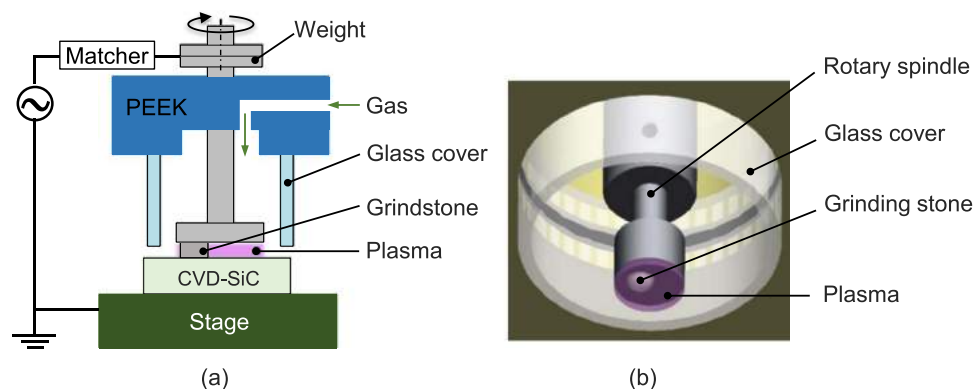 (a)
Weight
Matcher
PEEK
Gas
Glass cover
Grindstone
Plasma
CVD-SiC
Stage
(b)
Rotary spindle
Glass cover
Grinding stone
Plasma